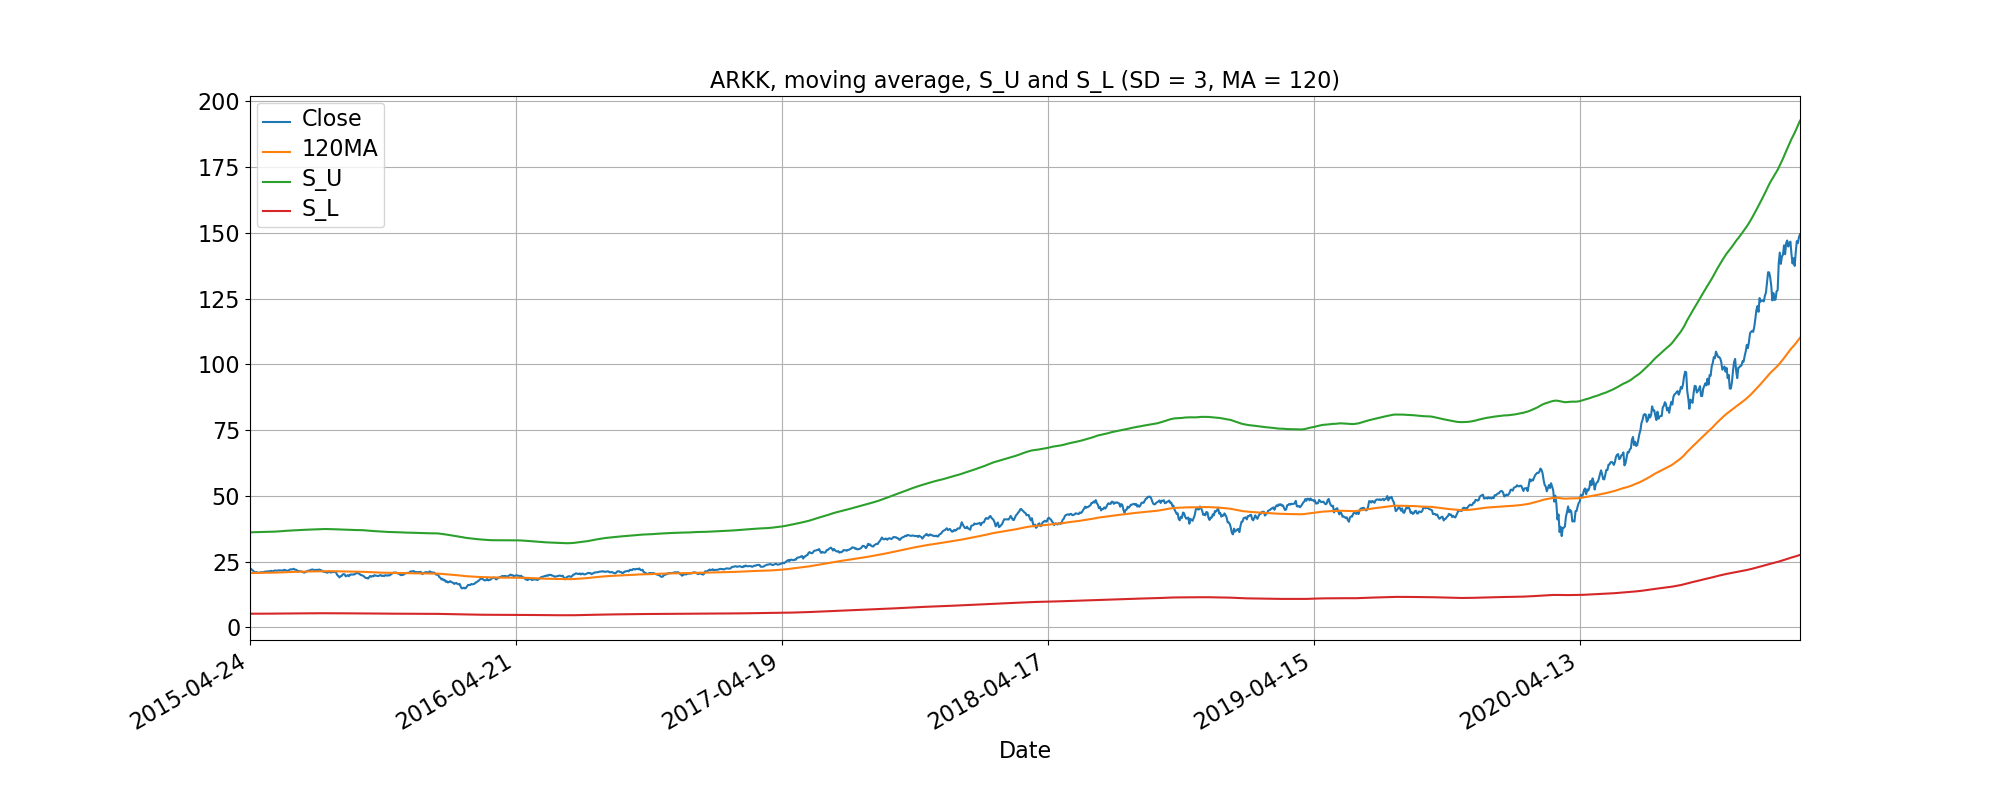 ARKK, moving average, S_U and S_L (SD = 3, MA = 120)
200
175
150
125
100
75
50
25
0
Close
120MA
S_U
S_L
2015-04-24
2016-04-21
2017-04-19
2018-04-17
2019-04-15
2020-04-13
Date